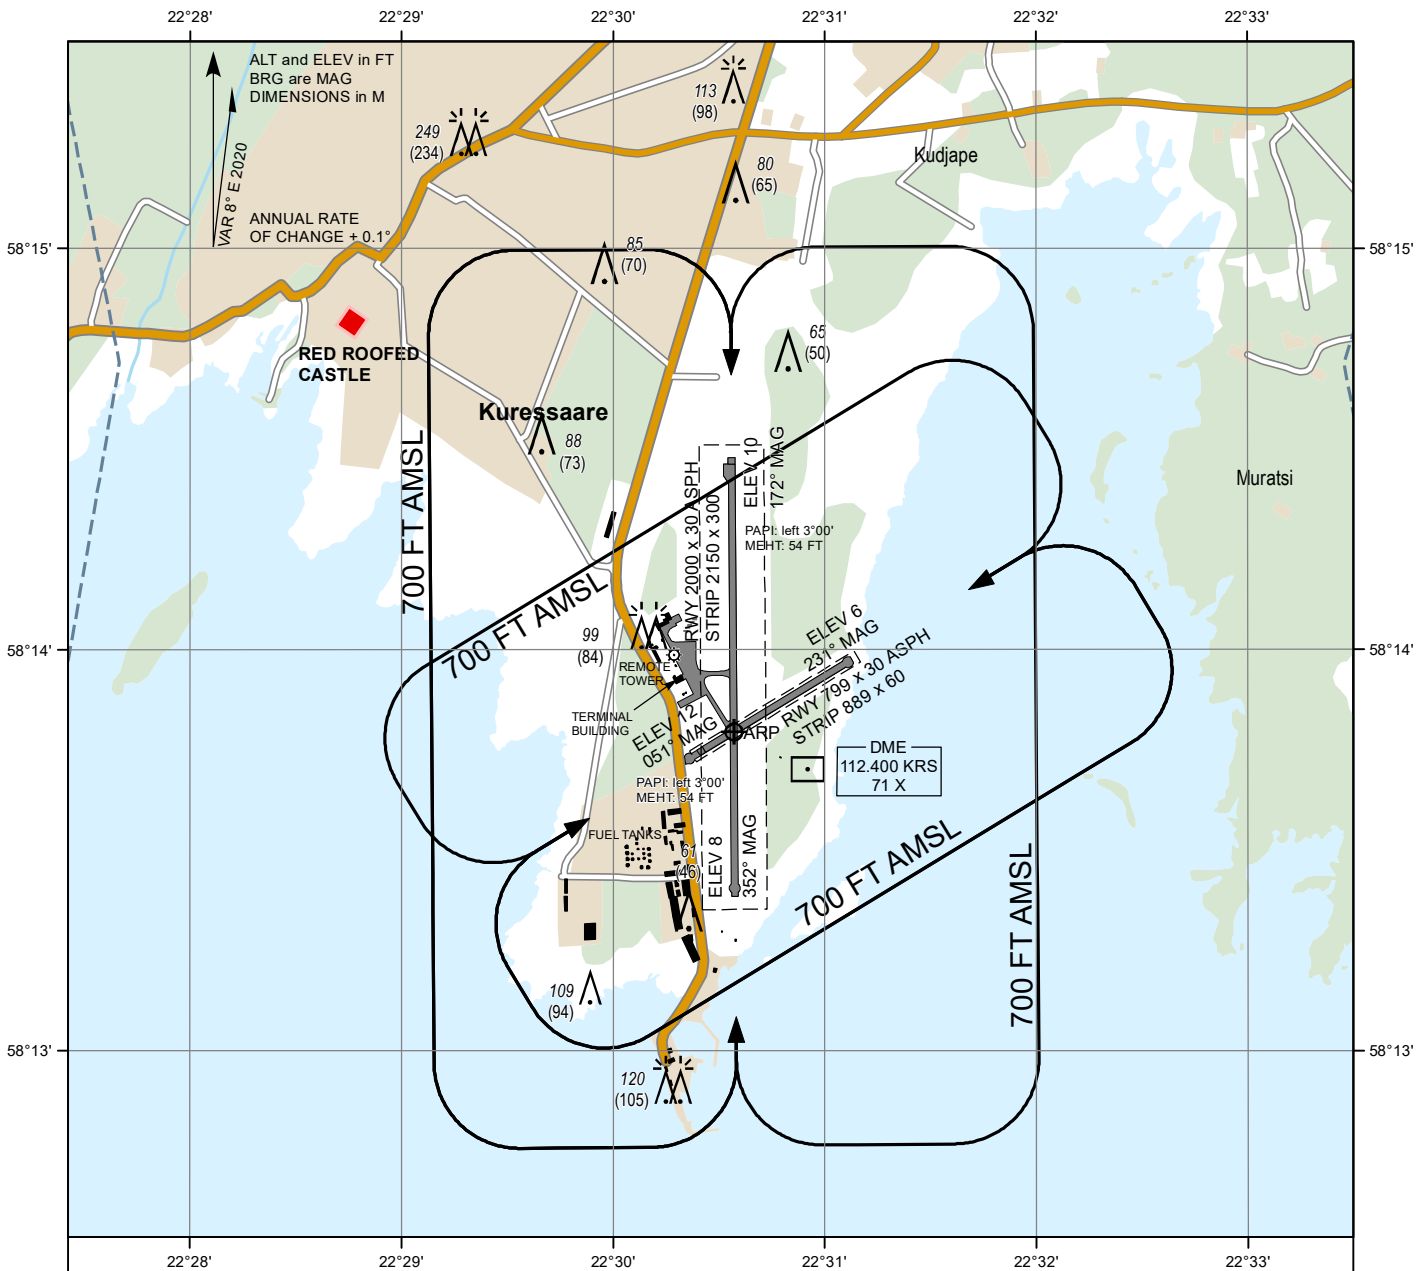 22°28'
22°29'
22°30'
22°31'
22°32'
22°33'
ALT and ELEV in FT
BRG are MAG
DIMENSIONS in M
VAR 8° E 2020
ANNUAL RATE
OF CHANGE + 0.1°
249
(234)
113
(98)
80
(65)
Kudjape
58°15'
58°15'
85
(70)
65
(50)
RED ROOFED
CASTLE
Kuressaare
88
(73)
Muratsi
700 FT AMSL
700 FT AMSL
RWY 2000 x 30 ASPH
STRIP 2150 x 300
ELEV 10
172° MAG
PAPI: left 3°00'
MEHT: 54 FT
99
(84)
58°14'
58°14'
REMOTE
TOWER
TERMINAL
BUILDING
ELEV 6
231° MAG
RWY 799 x 30 ASPH
STRIP 889 x 60
ELEV 12
051° MAG
ARP
DME
112.400 KRS
71 X
PAPI: left 3°00'
MEHT: 54 FT
FUEL TANKS
61
(46)
ELEV 8
352° MAG
700 FT AMSL
700 FT AMSL
109
(94)
58°13'
58°13'
120
(105)
22°28'
22°29'
22°30'
22°31'
22°32'
22°33'